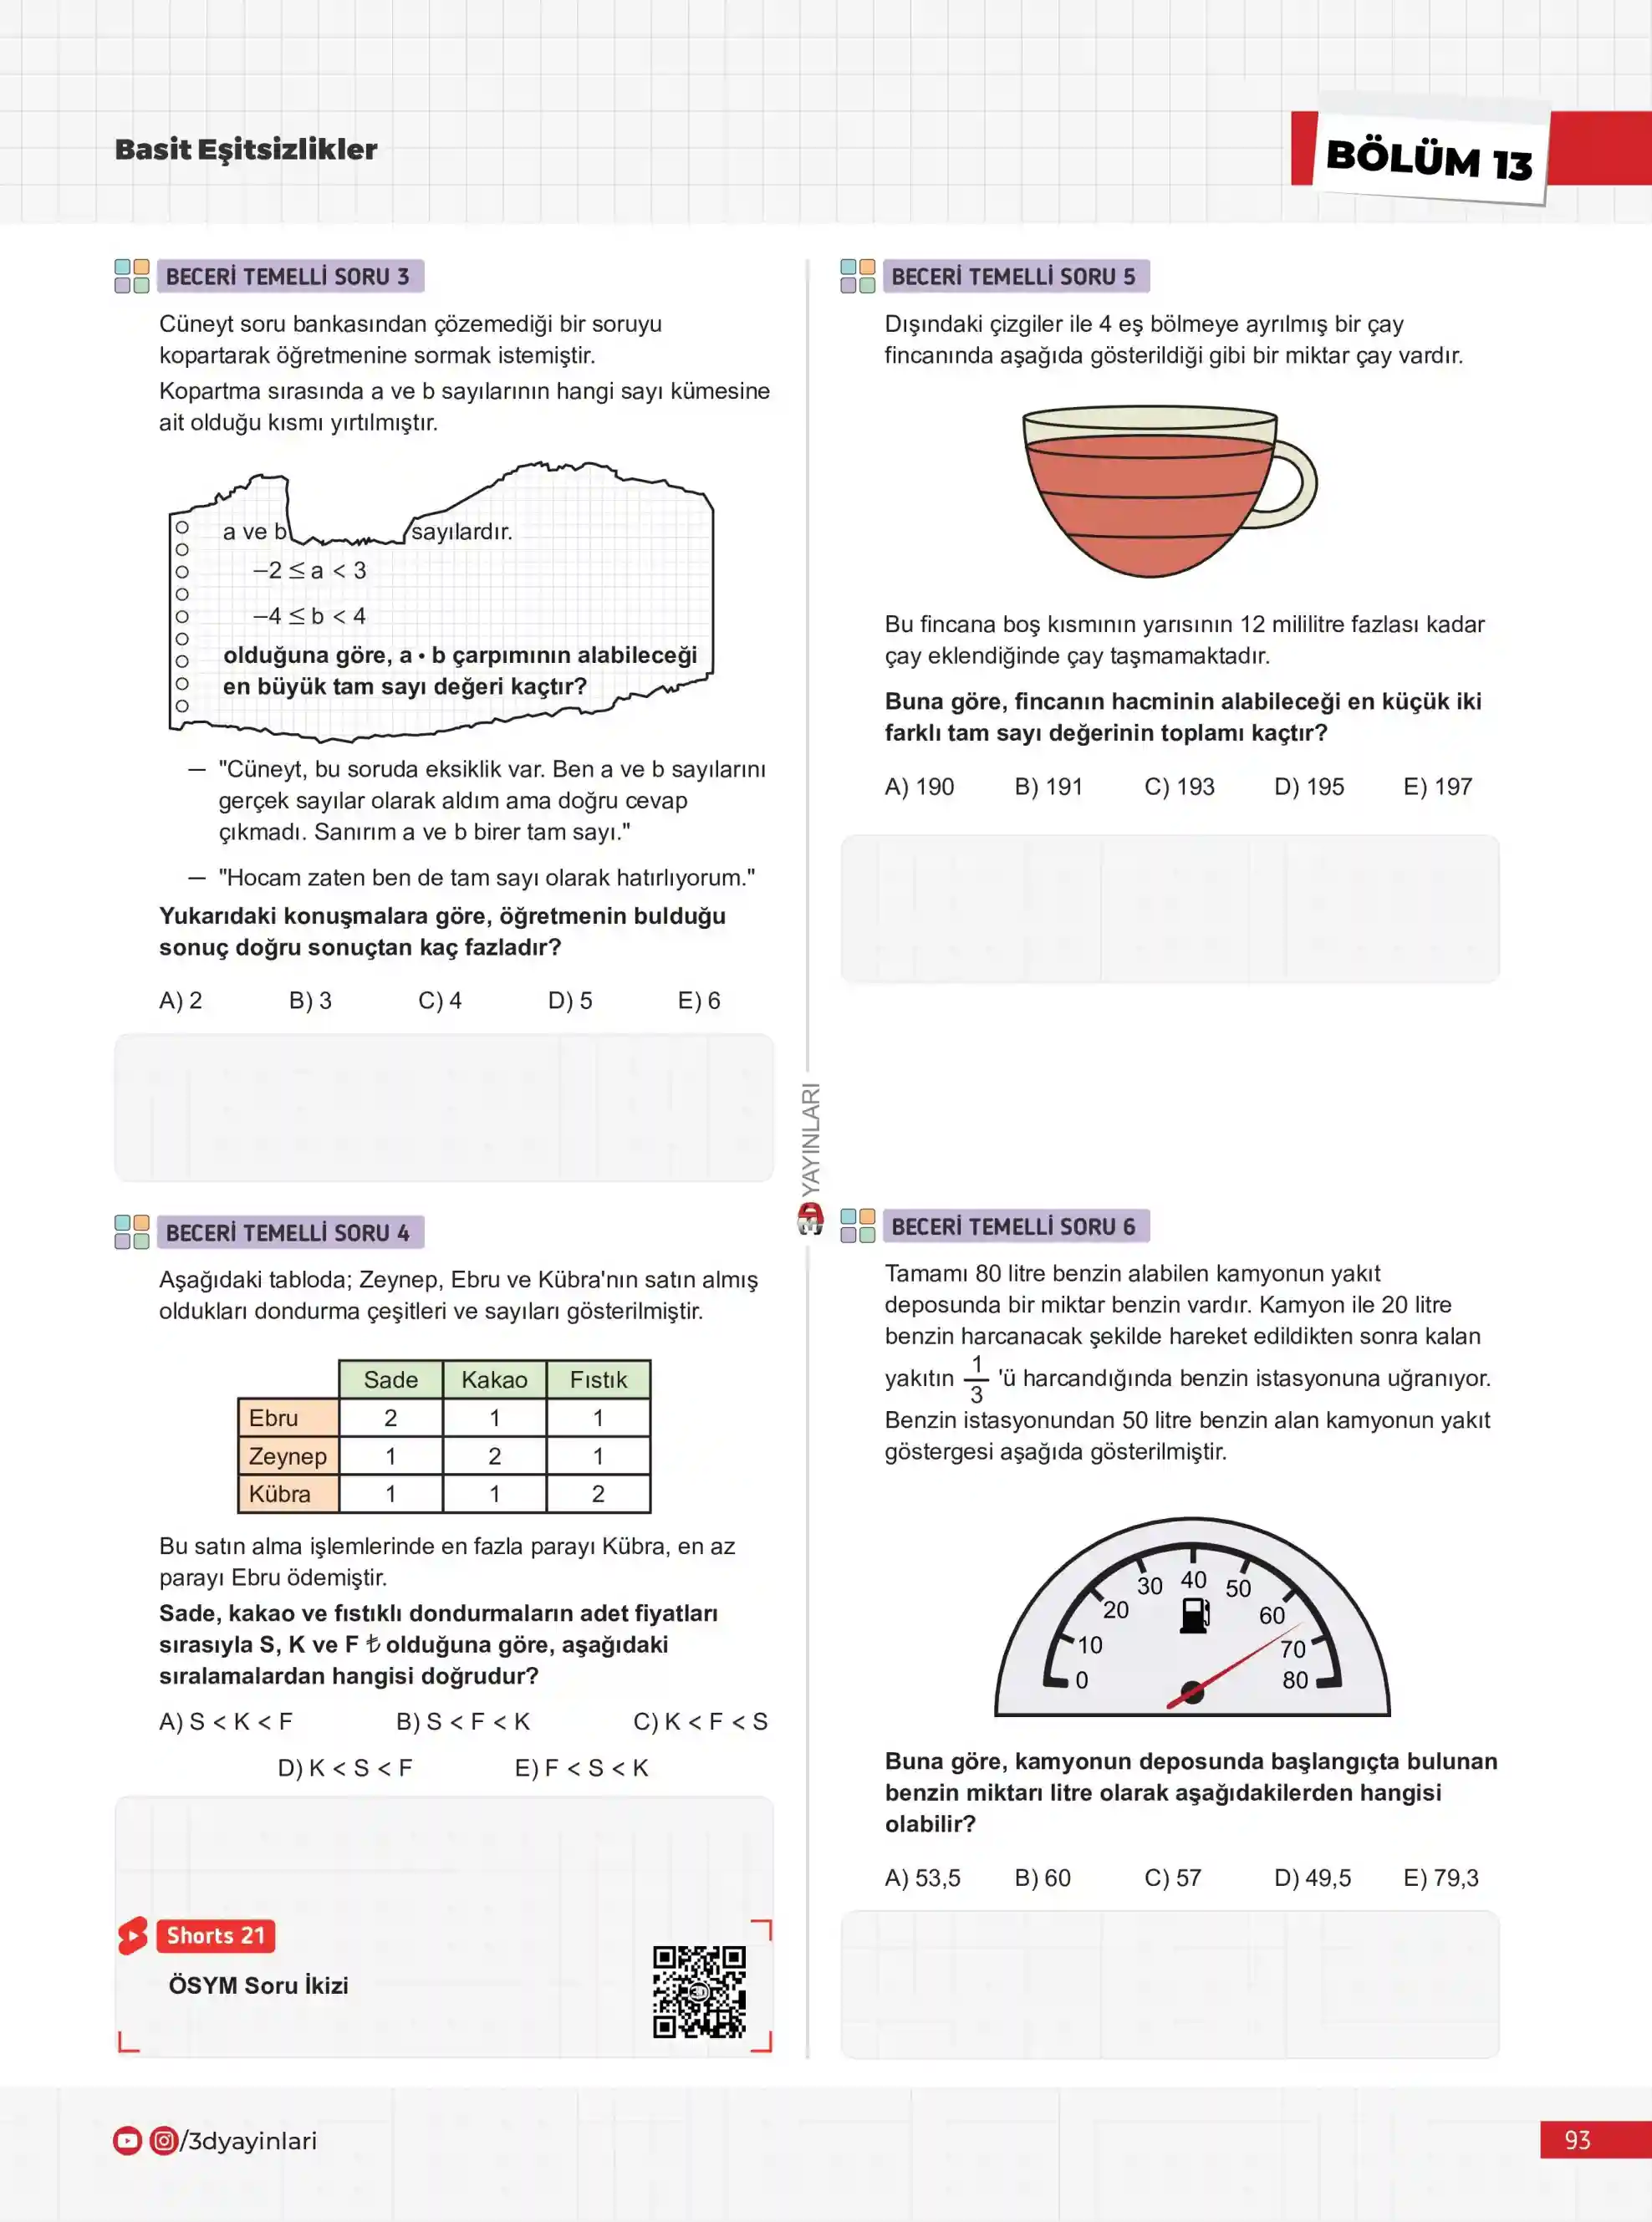 Basit Eşitsizlikler
BÖLÜM 13
BECERİ TEMELLİ SORU 3
Cüneyt soru bankasından çözemediği bir soruyu
kopartarak öğretmenine sormak istemiştir.
Kopartma sırasında a ve b sayılarının hangi sayı kümesine
ait olduğu kısmı yırtılmıştır.
a ve b sayılardır.
−2 ≤ a < 3
−4 ≤ b < 4
olduğuna göre, a • b çarpımının alabileceği
en büyük tam sayı değeri kaçtır?
— "Cüneyt, bu soruda eksiklik var. Ben a ve b sayılarını
gerçek sayılar olarak aldım ama doğru cevap
çıkmadı. Sanırım a ve b birer tam sayı."
— "Hocam zaten ben de tam sayı olarak hatırlıyorum."
Yukarıdaki konuşmalara göre, öğretmenin bulduğu
sonuç doğru sonuçtan kaç fazladır?
A) 2 B) 3 C) 4 D) 5 E) 6
BECERİ TEMELLİ SORU 4
Aşağıdaki tabloda; Zeynep, Ebru ve Kübra'nın satın almış
oldukları dondurma çeşitleri ve sayıları gösterilmiştir.
Sade Kakao Fıstık
Ebru 2 1 1
Zeynep 1 2 1
Kübra 1 1 2
Bu satın alma işlemlerinde en fazla parayı Kübra, en az
parayı Ebru ödemiştir.
Sade, kakao ve fıstıklı dondurmaların adet fiyatları
sırasıyla S, K ve F ₺ olduğuna göre, aşağıdaki
sıralamalardan hangisi doğrudur?
A) S < K < F B) S < F < K C) K < F < S
D) K < S < F E) F < S < K
Shorts 21
ÖSYM Soru İkizi
3D
YAYINLARI
BECERİ TEMELLİ SORU 5
Dışındaki çizgiler ile 4 eş bölmeye ayrılmış bir çay
fincanında aşağıda gösterildiği gibi bir miktar çay vardır.
Bu fincana boş kısmının yarısının 12 mililitre fazlası kadar
çay eklendiğinde çay taşmamaktadır.
Buna göre, fincanın hacminin alabileceği en küçük iki
farklı tam sayı değerinin toplamı kaçtır?
A) 190 B) 191 C) 193 D) 195 E) 197
BECERİ TEMELLİ SORU 6
Tamamı 80 litre benzin alabilen kamyonun yakıt
deposunda bir miktar benzin vardır. Kamyon ile 20 litre
benzin harcanacak şekilde hareket edildikten sonra kalan
yakıtın 1/3 'ü harcandığında benzin istasyonuna uğranıyor.
Benzin istasyonundan 50 litre benzin alan kamyonun yakıt
göstergesi aşağıda gösterilmiştir.
0 10 20 30 40 50 60 70 80
Buna göre, kamyonun deposunda başlangıçta bulunan
benzin miktarı litre olarak aşağıdakilerden hangisi
olabilir?
A) 53,5 B) 60 C) 57 D) 49,5 E) 79,3
/3dyayinlari
93